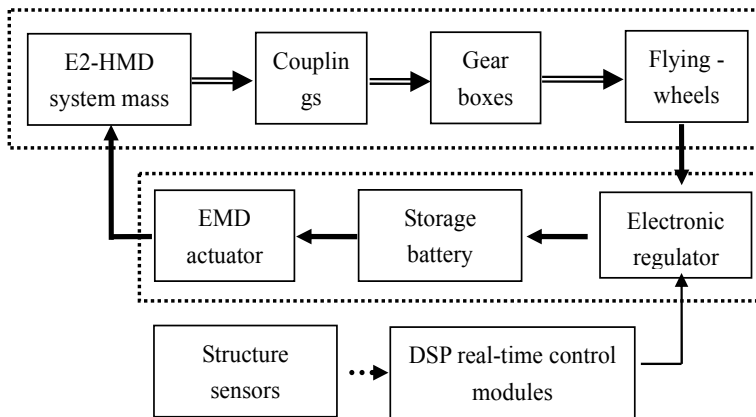 E2-HMD
system mass
Couplin
gs
Gear
boxes
Flying -
wheels
EMD
actuator
Storage
battery
Electronic
regulator
Structure
sensors
DSP real-time control
modules